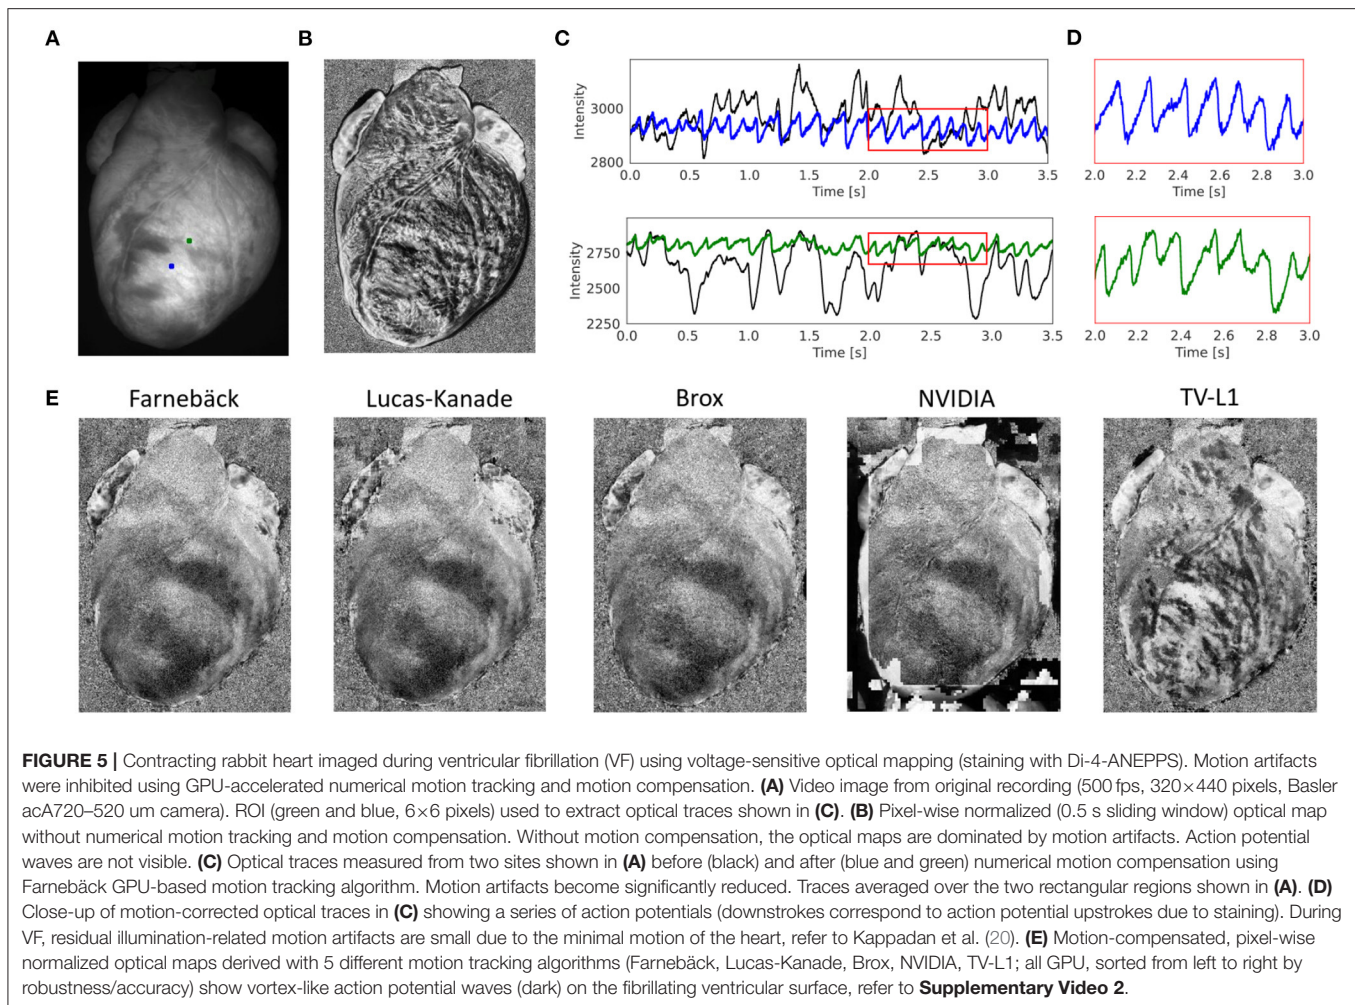 A
B
C
D
Intensity
3000
2800
0.0 0.5 1.0 1.5 2.0 2.5 3.0 3.5
Time [s]
2.0 2.2 2.4 2.6 2.8 3.0
Time [s]
Intensity
2750
2500
2250
0.0 0.5 1.0 1.5 2.0 2.5 3.0 3.5
Time [s]
2.0 2.2 2.4 2.6 2.8 3.0
Time [s]
E
Farnebäck Lucas-Kanade Brox NVIDIA TV-L1
FIGURE 5 | Contracting rabbit heart imaged during ventricular fibrillation (VF) using voltage-sensitive optical mapping (staining with Di-4-ANEPPS). Motion artifacts
were inhibited using GPU-accelerated numerical motion tracking and motion compensation. (A) Video image from original recording (500 fps, 320×440 pixels, Basler
acA720–520 um camera). ROI (green and blue, 6×6 pixels) used to extract optical traces shown in (C). (B) Pixel-wise normalized (0.5 s sliding window) optical map
without numerical motion tracking and motion compensation. Without motion compensation, the optical maps are dominated by motion artifacts. Action potential
waves are not visible. (C) Optical traces measured from two sites shown in (A) before (black) and after (blue and green) numerical motion compensation using
Farnebäck GPU-based motion tracking algorithm. Motion artifacts become significantly reduced. Traces averaged over the two rectangular regions shown in (A). (D)
Close-up of motion-corrected optical traces in (C) showing a series of action potentials (downstrokes correspond to action potential upstrokes due to staining). During
VF, residual illumination-related motion artifacts are small due to the minimal motion of the heart, refer to Kappadan et al. (20). (E) Motion-compensated, pixel-wise
normalized optical maps derived with 5 different motion tracking algorithms (Farnebäck, Lucas-Kanade, Brox, NVIDIA, TV-L1; all GPU, sorted from left to right by
robustness/accuracy) show vortex-like action potential waves (dark) on the fibrillating ventricular surface, refer to Supplementary Video 2.